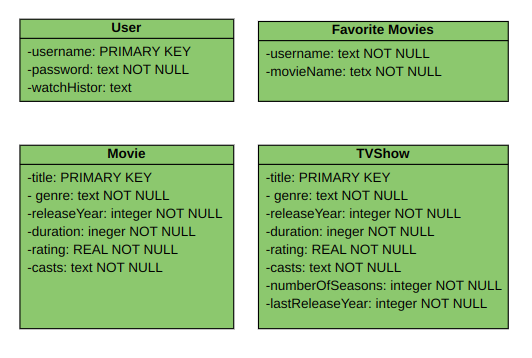 User
-username: PRIMARY KEY
-password: text NOT NULL
-watchHistor: text
Favorite Movies
-username: text NOT NULL
-movieName: tetx NOT NULL
Movie
-title: PRIMARY KEY
- genre: text NOT NULL
-releaseYear: integer NOT NULL
-duration: ineger NOT NULL
-rating: REAL NOT NULL
-casts: text NOT NULL
TVShow
-title: PRIMARY KEY
- genre: text NOT NULL
-releaseYear: integer NOT NULL
-duration: ineger NOT NULL
-rating: REAL NOT NULL
-casts: text NOT NULL
-numberOfSeasons: integer NOT NULL
-lastReleaseYear: integer NOT NULL